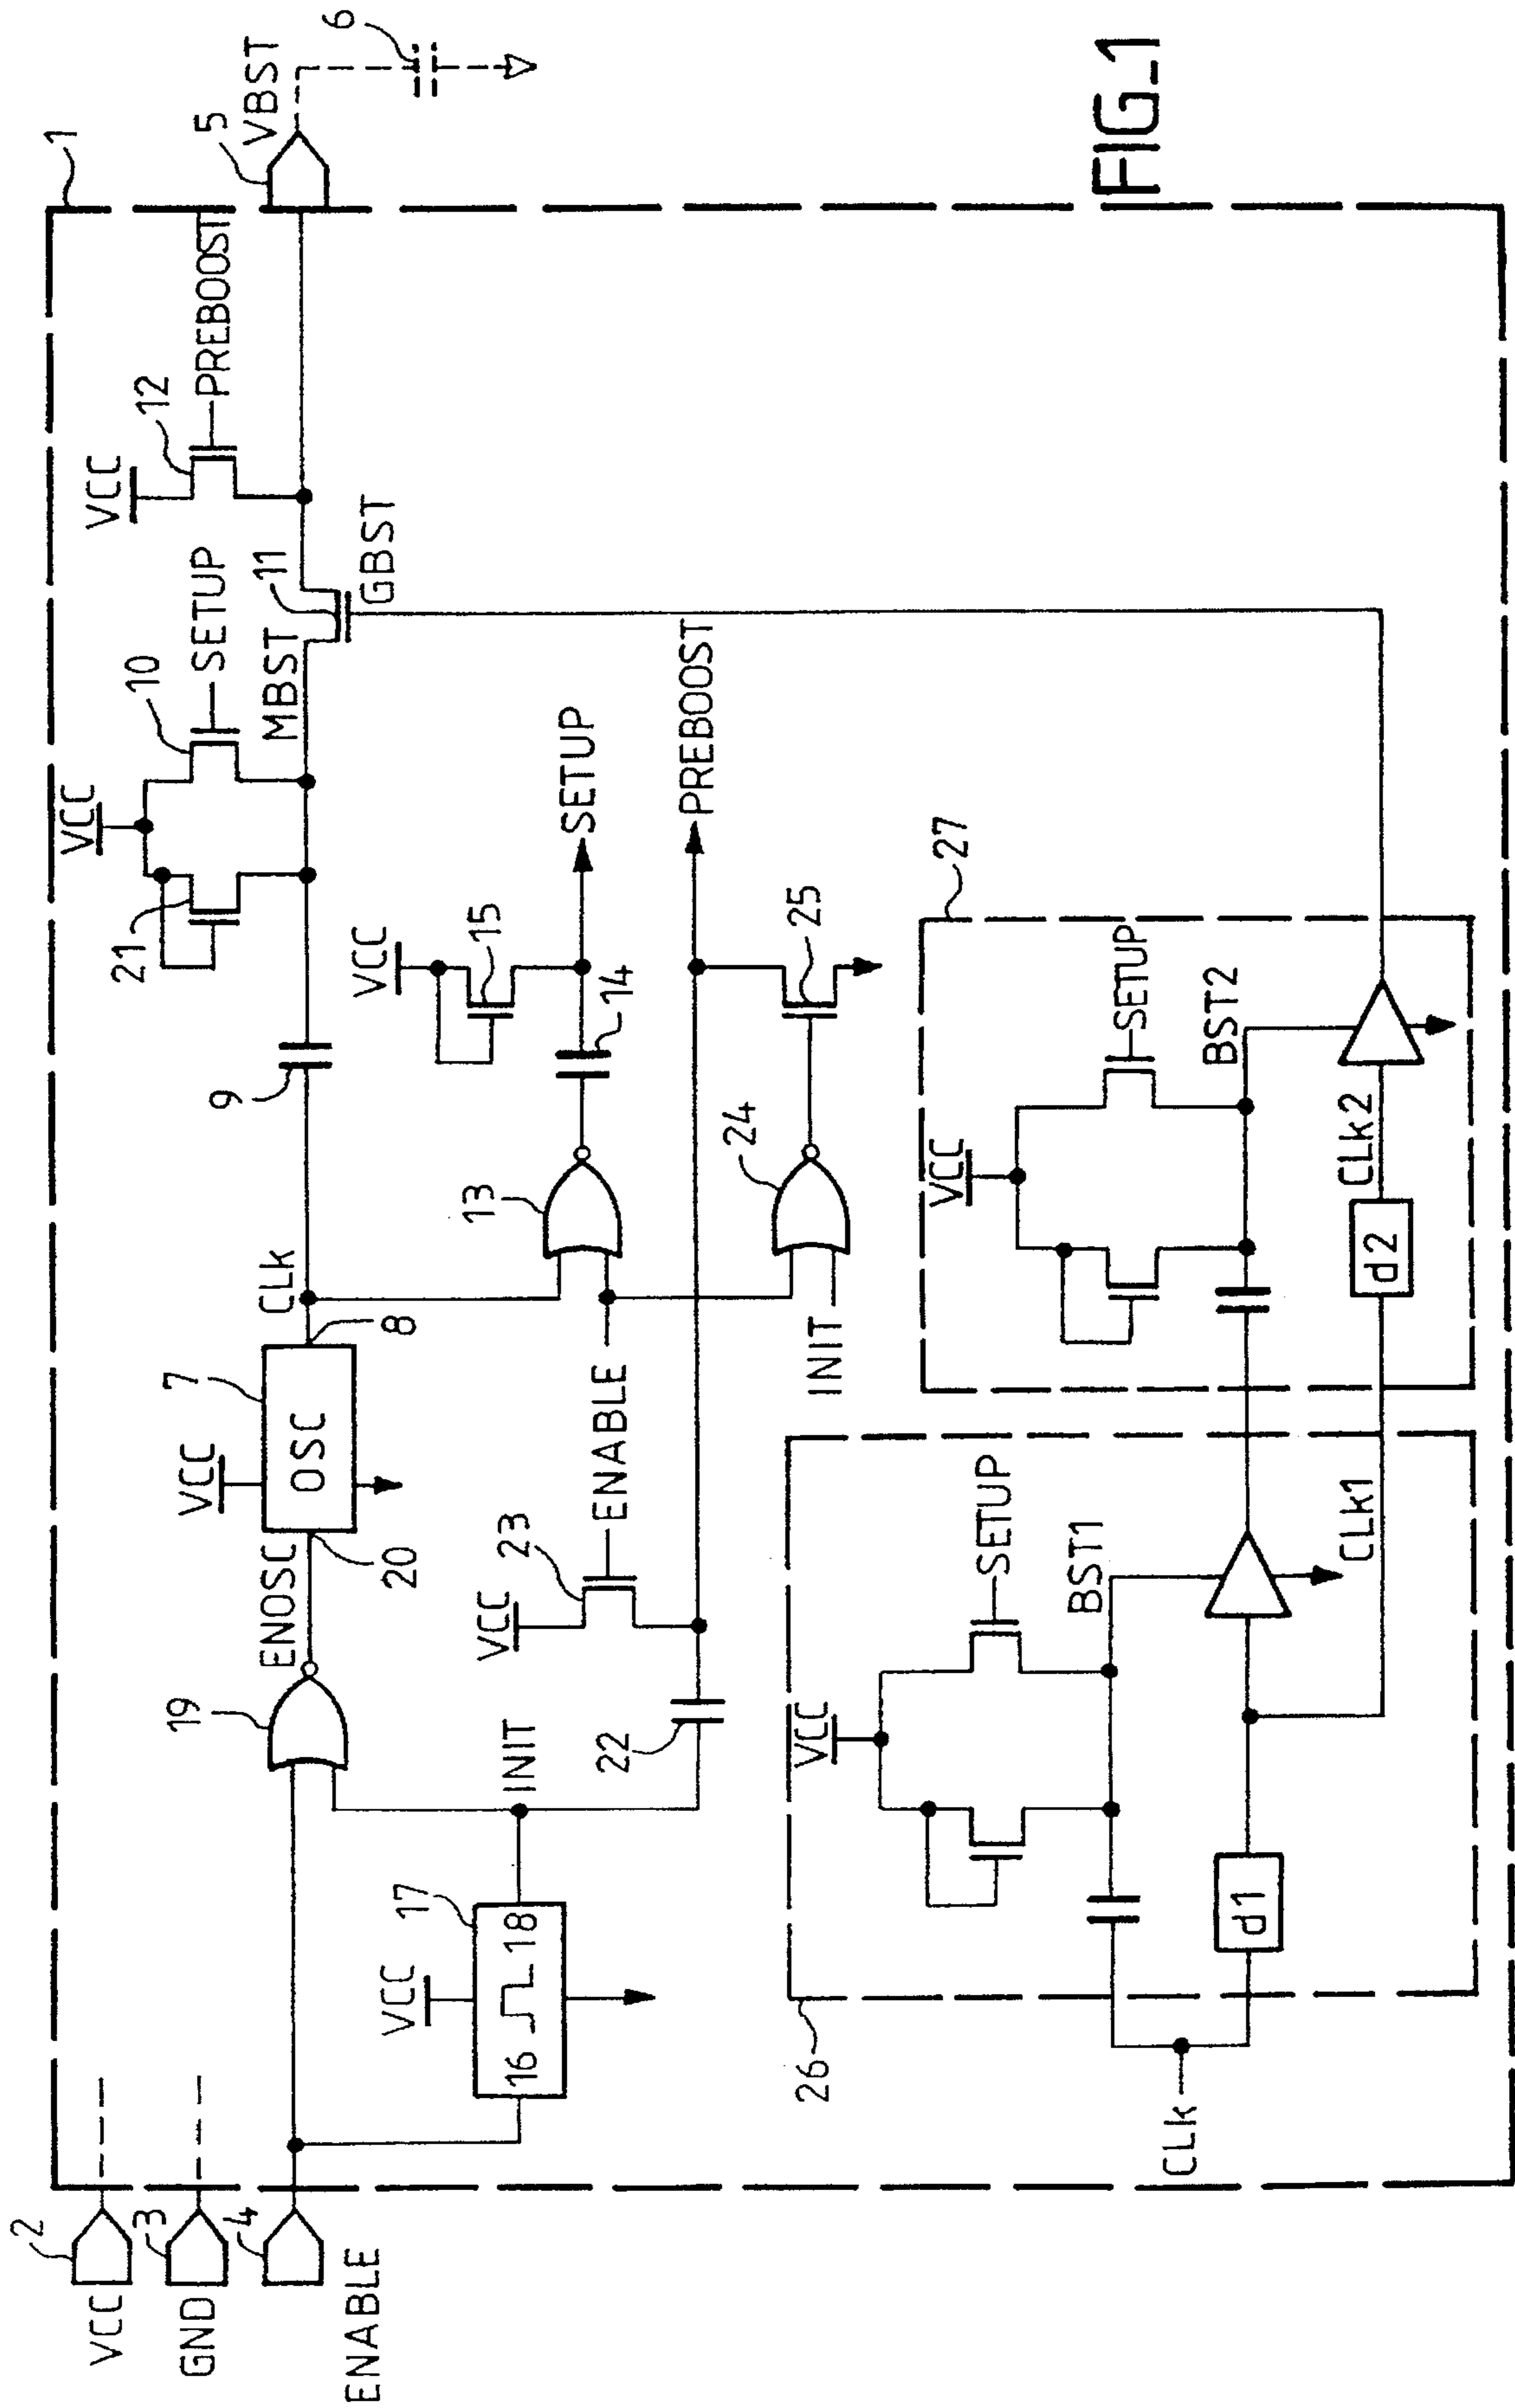 FIG_1
1
2
VCC
3
GND
4
ENABLE
5
VBST
6
19
ENOSC
20
VCC
7
OSC
8
CLK
9
VCC
21
10
SETUP
MBST
11
GBST
VCC
12
PREBOOST
VCC
17
16
18
INIT
22
VCC
23
ENABLE
13
14
VCC
15
SETUP
PREBOOST
INIT
24
25
26
CLK
d1
VCC
SETUP
BST1
CLK1
27
VCC
SETUP
BST2
d2
CLK2